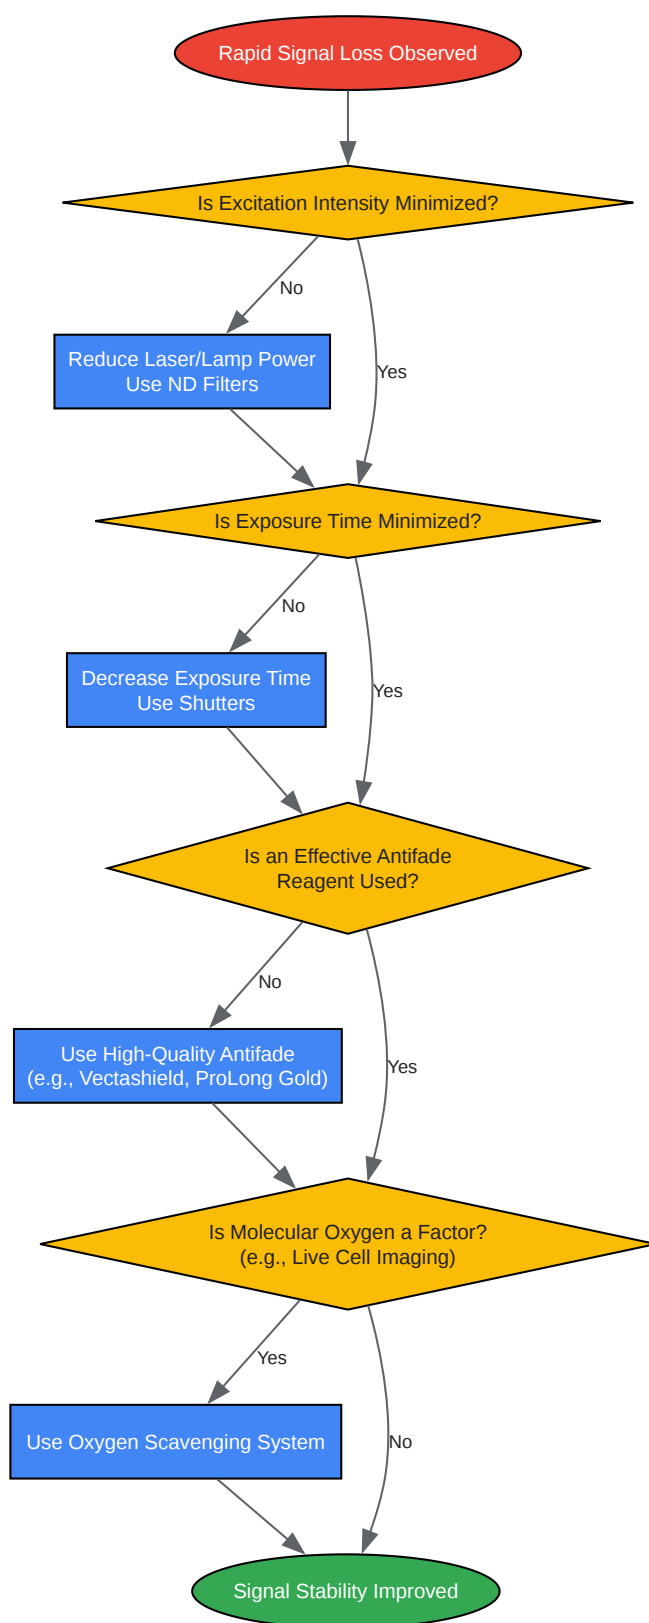 Rapid Signal Loss Observed
Is Excitation Intensity Minimized?
No
Reduce Laser/Lamp Power
Use ND Filters
Yes
Is Exposure Time Minimized?
No
Decrease Exposure Time
Use Shutters
Yes
Is an Effective Antifade
Reagent Used?
No
Use High-Quality Antifade
(e.g., Vectashield, ProLong Gold)
Yes
Is Molecular Oxygen a Factor?
(e.g., Live Cell Imaging)
Yes
Use Oxygen Scavenging System
No
Signal Stability Improved